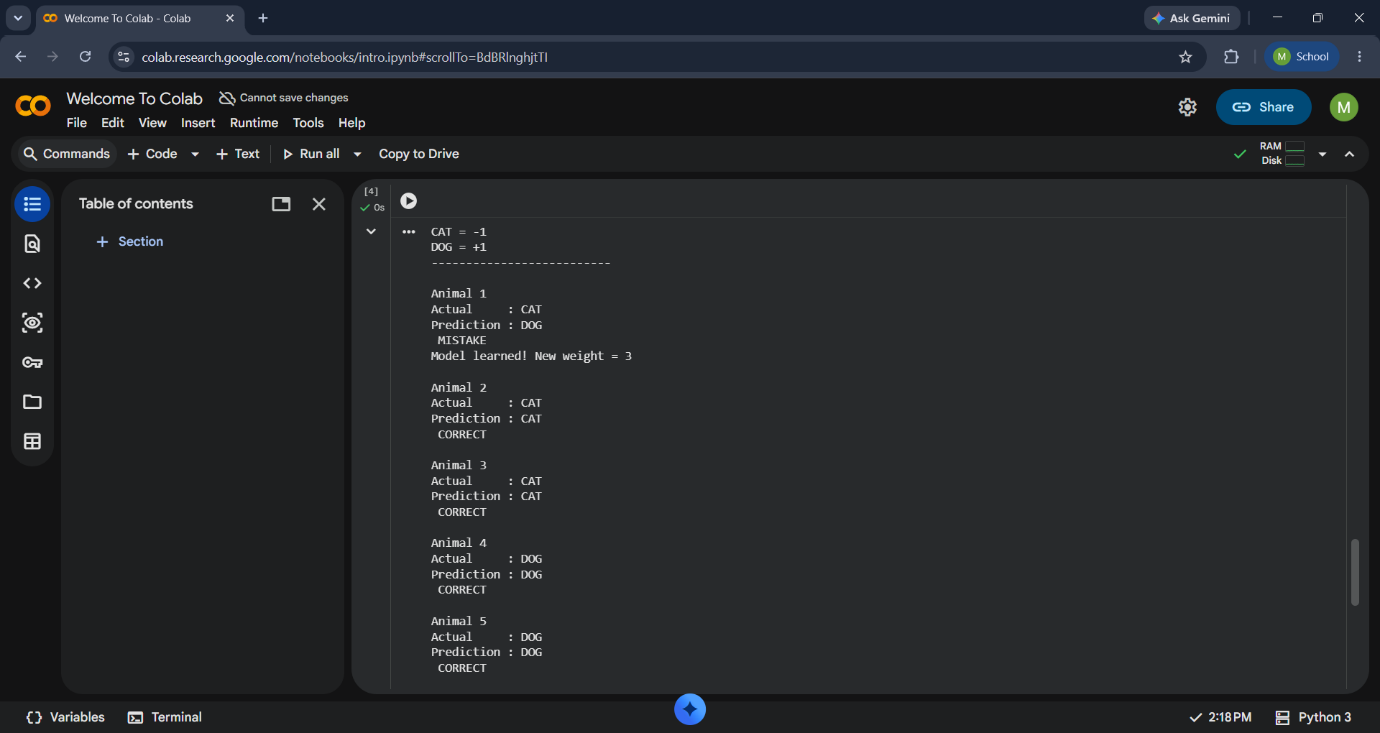 Welcome To Colab - Colab
Ask Gemini
colab.research.google.com/notebooks/intro.ipynb#scrollTo=BdBRInghjtTI
M School
Welcome To Colab Cannot save changes
File Edit View Insert Runtime Tools Help
Share
M
Commands + Code + Text Run all Copy to Drive
RAM
Disk
Table of contents
+ Section
[4]
0s
CAT = -1
DOG = +1
--------------------------
Animal 1
Actual     : CAT
Prediction : DOG
MISTAKE
Model learned! New weight = 3
Animal 2
Actual     : CAT
Prediction : CAT
CORRECT
Animal 3
Actual     : CAT
Prediction : CAT
CORRECT
Animal 4
Actual     : DOG
Prediction : DOG
CORRECT
Animal 5
Actual     : DOG
Prediction : DOG
CORRECT
{} Variables Terminal
2:18 PM Python 3